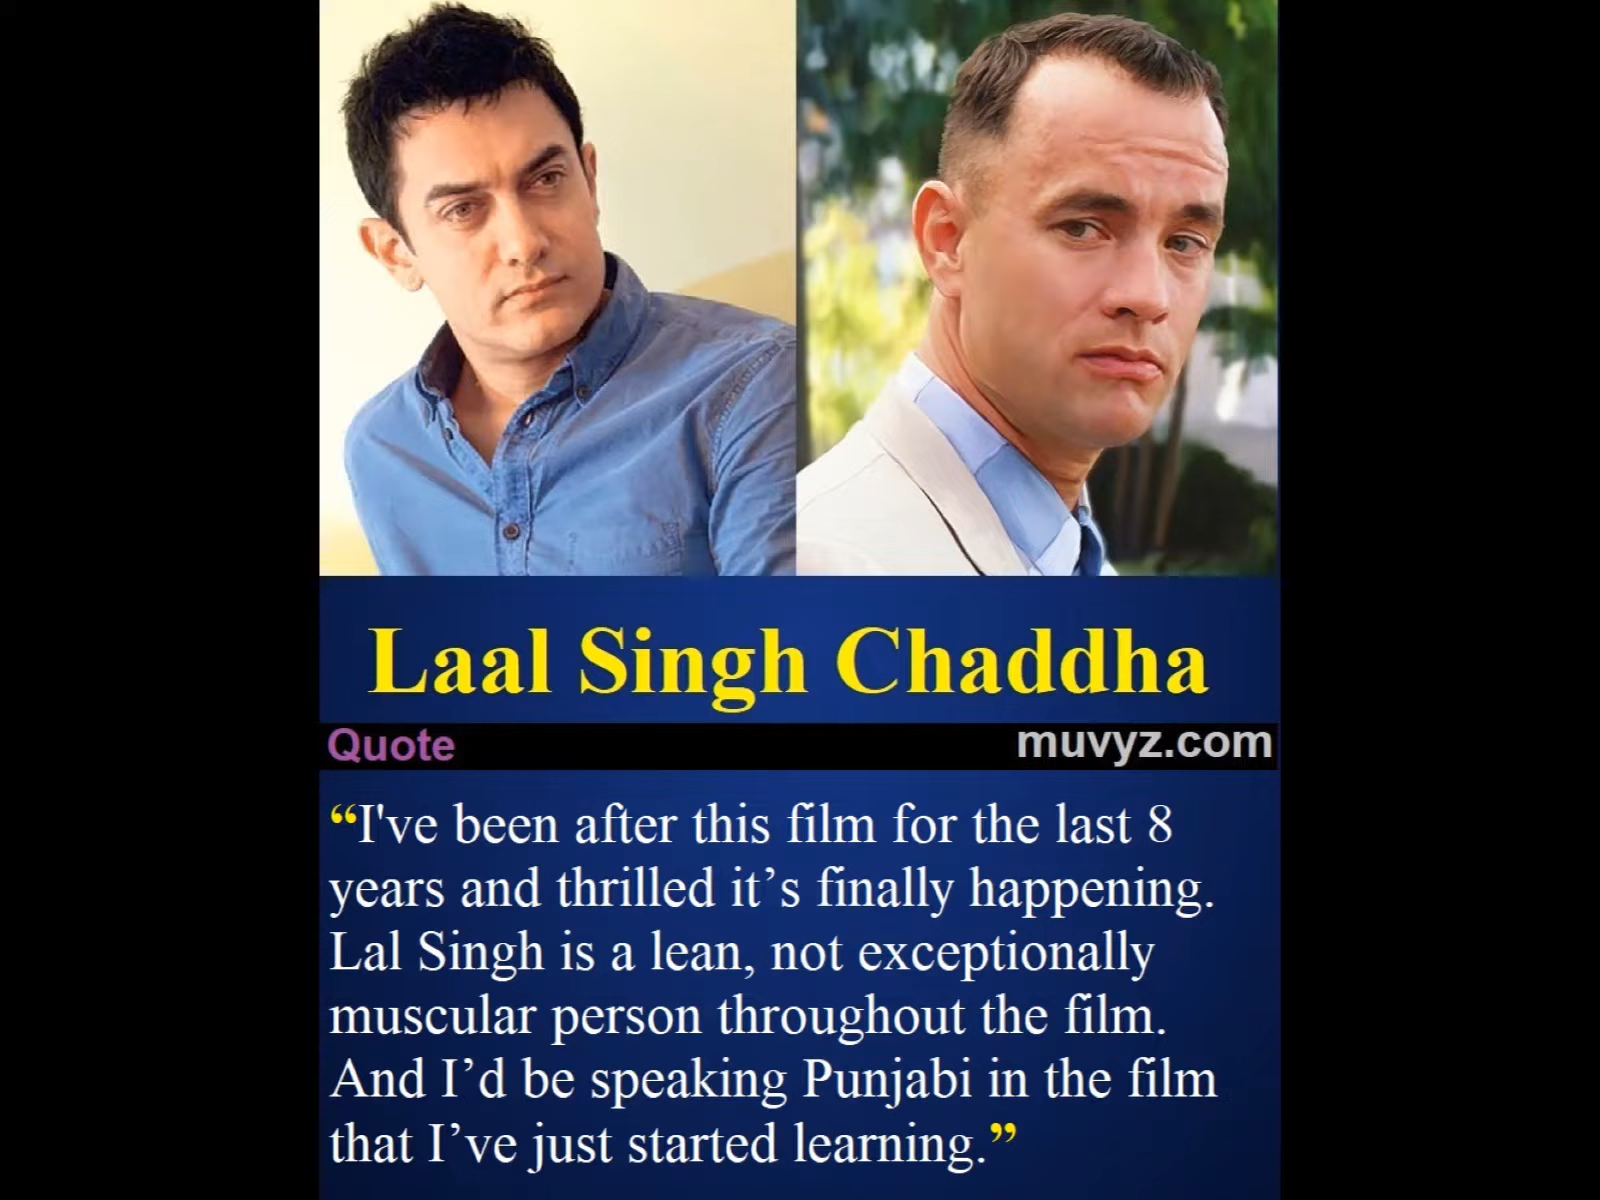 Laal Singh Chaddha
Quote
muvyz.com
“I've been after this film for the last 8
years and thrilled it’s finally happening.
Lal Singh is a lean, not exceptionally
muscular person throughout the film.
And I’d be speaking Punjabi in the film
that I’ve just started learning.”